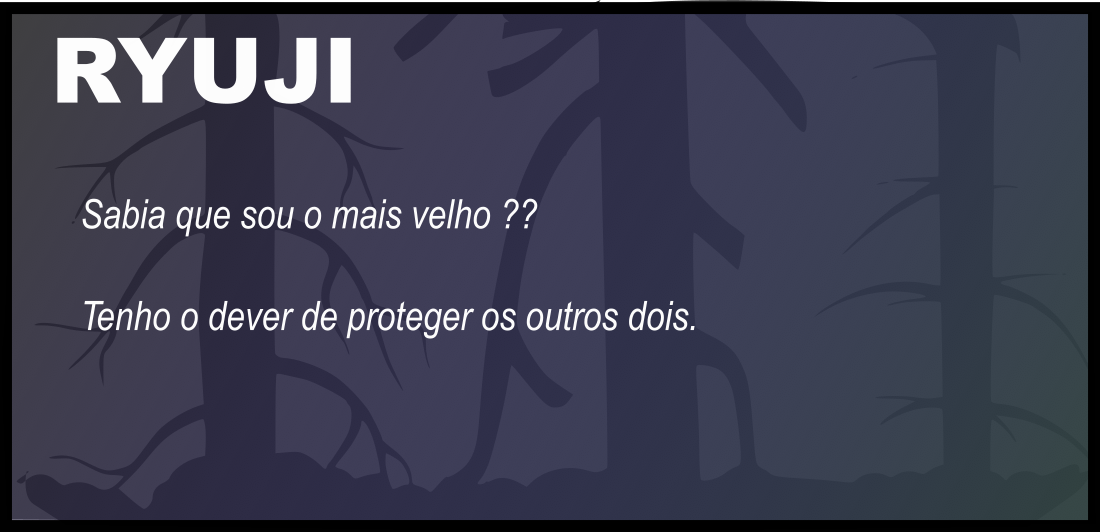 RYUJI
Sabia que sou o mais velho ??
Tenho o dever de proteger os outros dois.